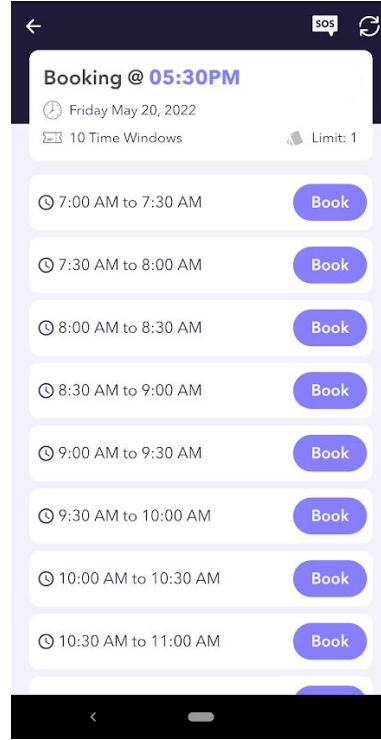 SOS
Booking @ 05:30PM
Friday May 20, 2022
10 Time Windows Limit: 1
7:00 AM to 7:30 AM Book
7:30 AM to 8:00 AM Book
8:00 AM to 8:30 AM Book
8:30 AM to 9:00 AM Book
9:00 AM to 9:30 AM Book
9:30 AM to 10:00 AM Book
10:00 AM to 10:30 AM Book
10:30 AM to 11:00 AM Book